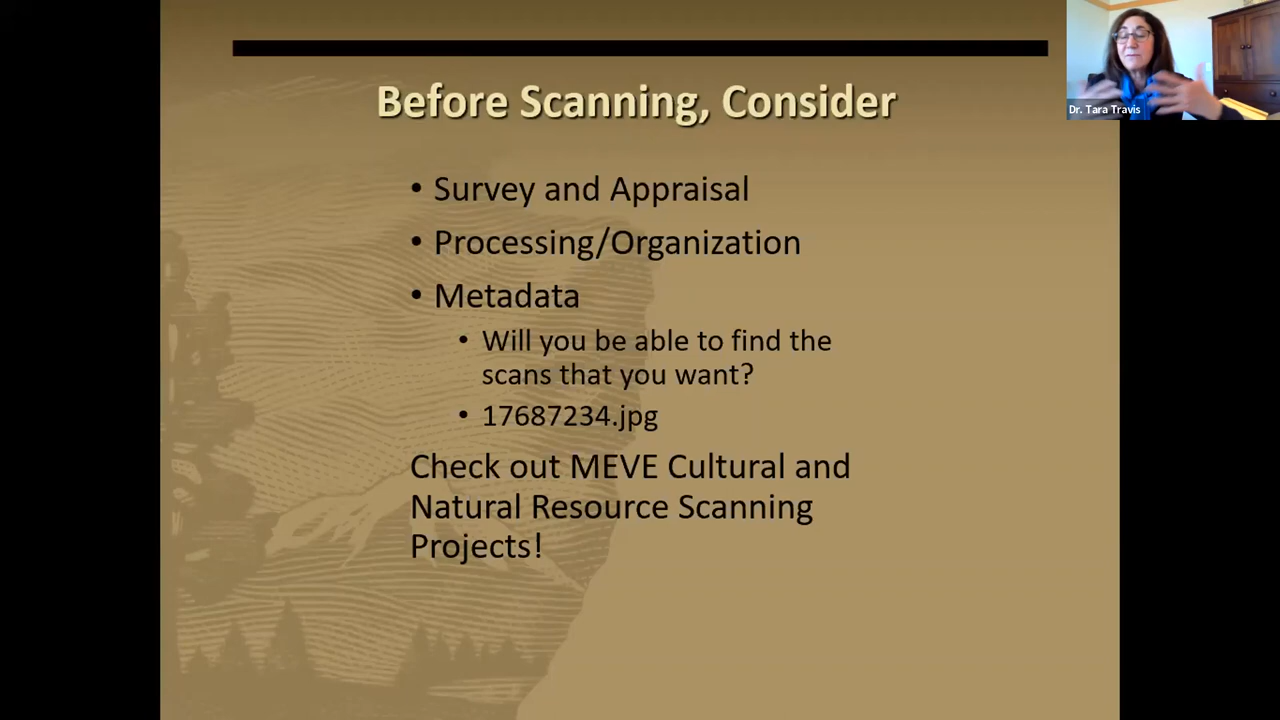 Before Scanning, Consider
Dr. Tara Travis
• Survey and Appraisal
• Processing/Organization
• Metadata
• Will you be able to find the
scans that you want?
• 17687234.jpg
Check out MEVE Cultural and
Natural Resource Scanning
Projects!